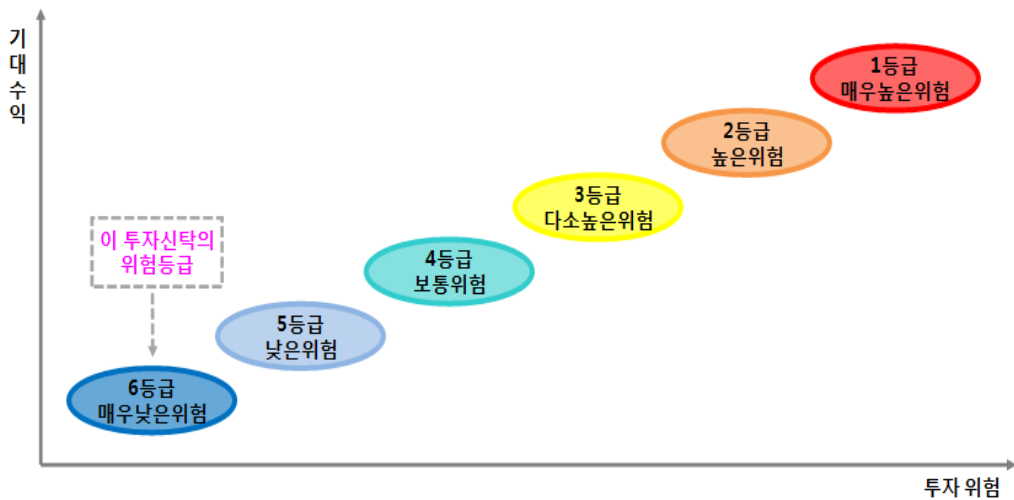 기대수익
1등급
매우높은위험
2등급
높은위험
3등급
다소높은위험
이 투자신탁의
위험등급
4등급
보통위험
5등급
낮은위험
6등급
매우낮은위험
투자 위험